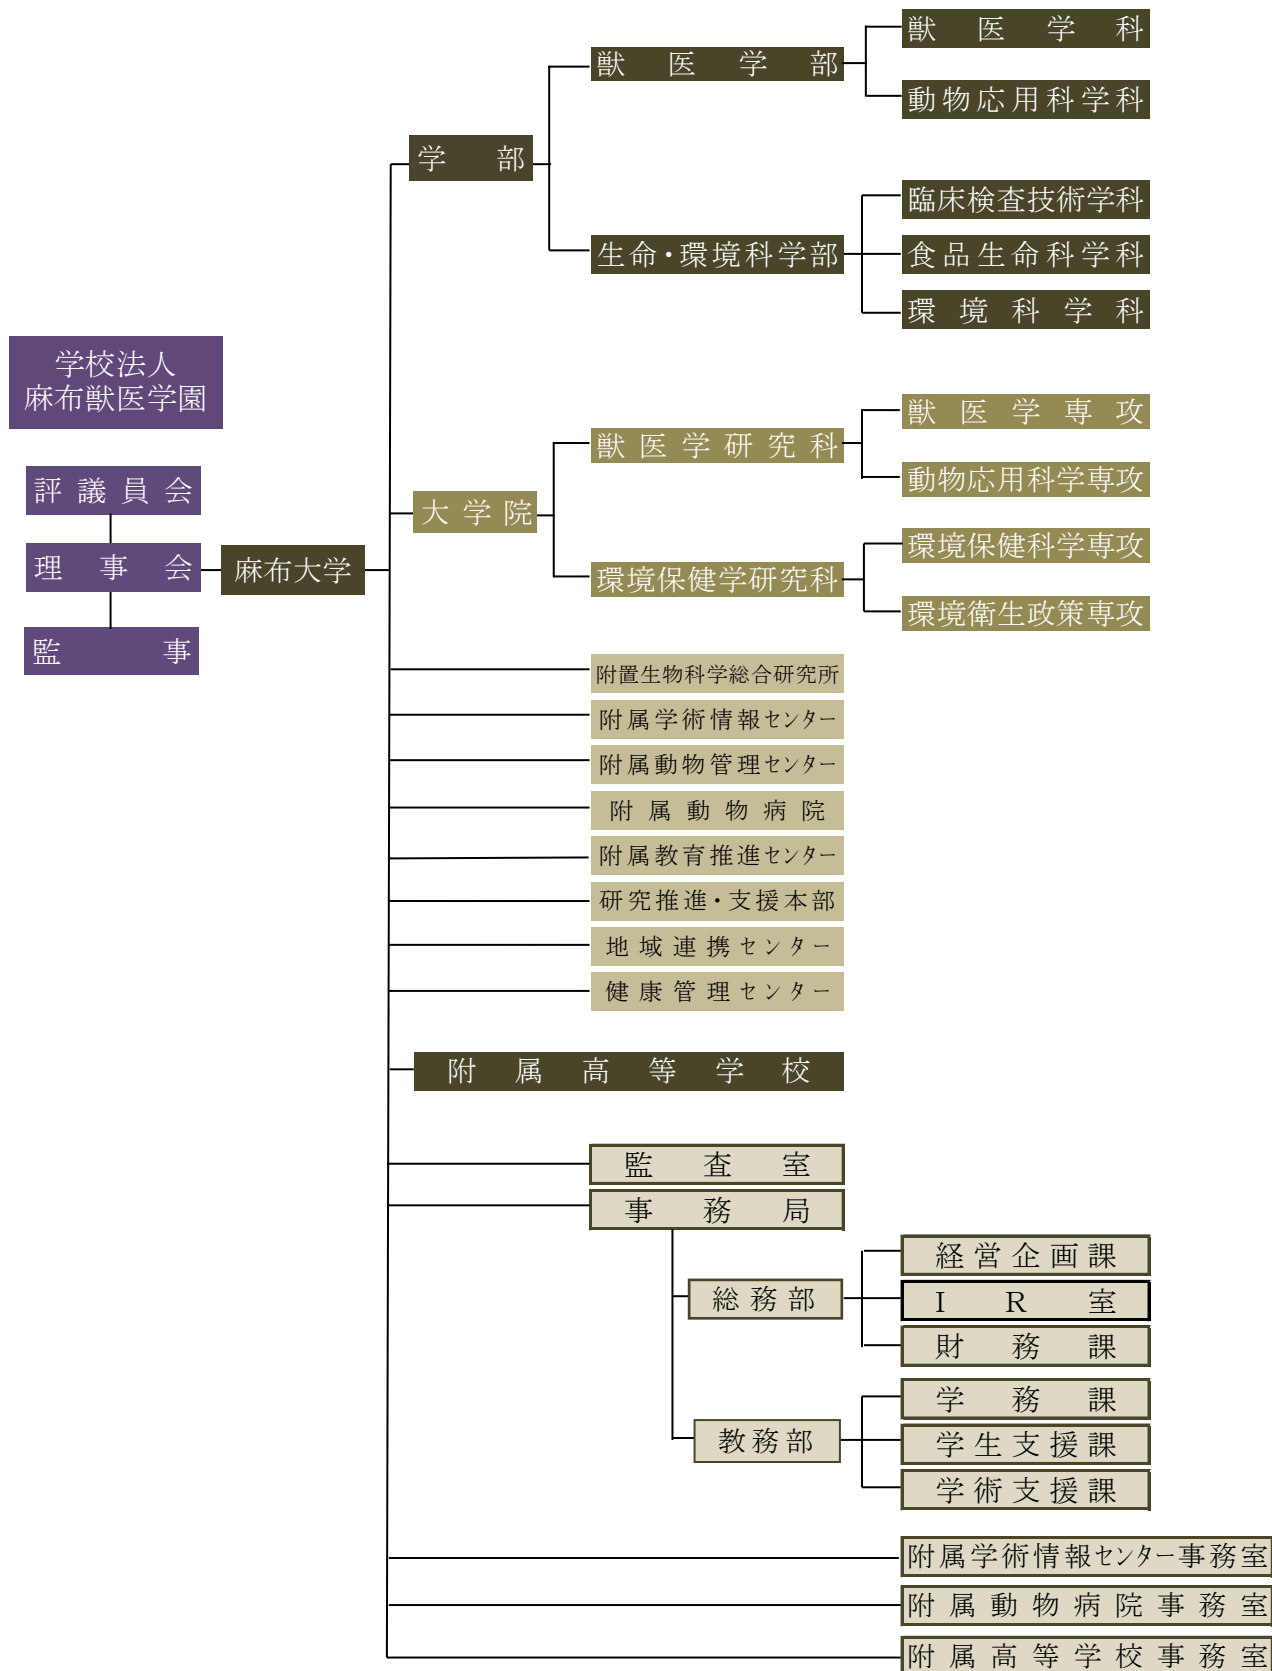 学校法人
麻布獣医学園
評議員会
理事会
監事
麻布大学
学部
獣医学部
獣医学科
動物応用科学科
生命・環境科学部
臨床検査技術学科
食品生命科学科
環境科学科
大学院
獣医学研究科
獣医学専攻
動物応用科学専攻
環境保健学研究科
環境保健科学専攻
環境衛生政策専攻
附置生物科学総合研究所
附属学術情報センター
附属動物管理センター
附属動物病院
附属教育推進センター
研究推進・支援本部
地域連携センター
健康管理センター
附属高等学校
監査室
事務局
総務部
経営企画課
ＩＲ室
財務課
教務部
学務課
学生支援課
学術支援課
附属学術情報センター事務室
附属動物病院事務室
附属高等学校事務室